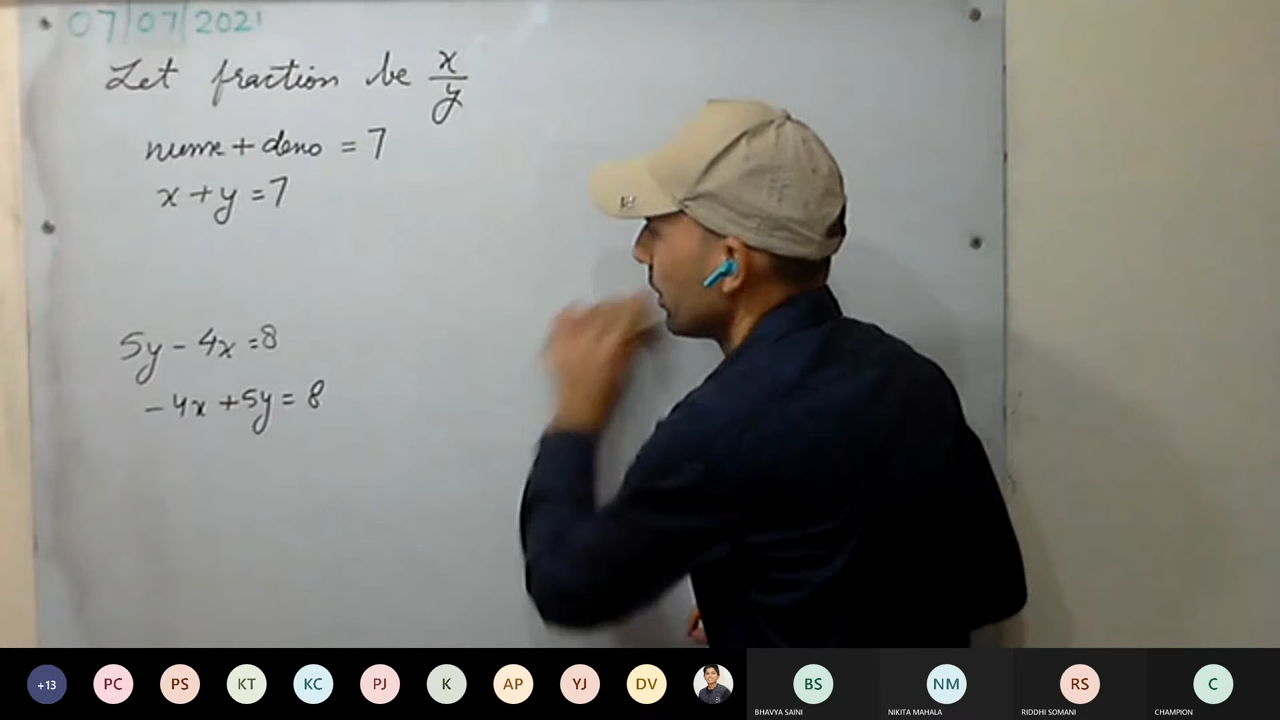 07/07/2021
Let fraction be x/y
nume + deno = 7
x + y = 7
5y - 4x = 8
-4x + 5y = 8
+13
PC
PS
KT
KC
PJ
K
AP
YJ
DV
BS
BHAVYA SAINI
NM
NIKITA MAHALA
RS
RIDDHI SOMANI
C
CHAMPION